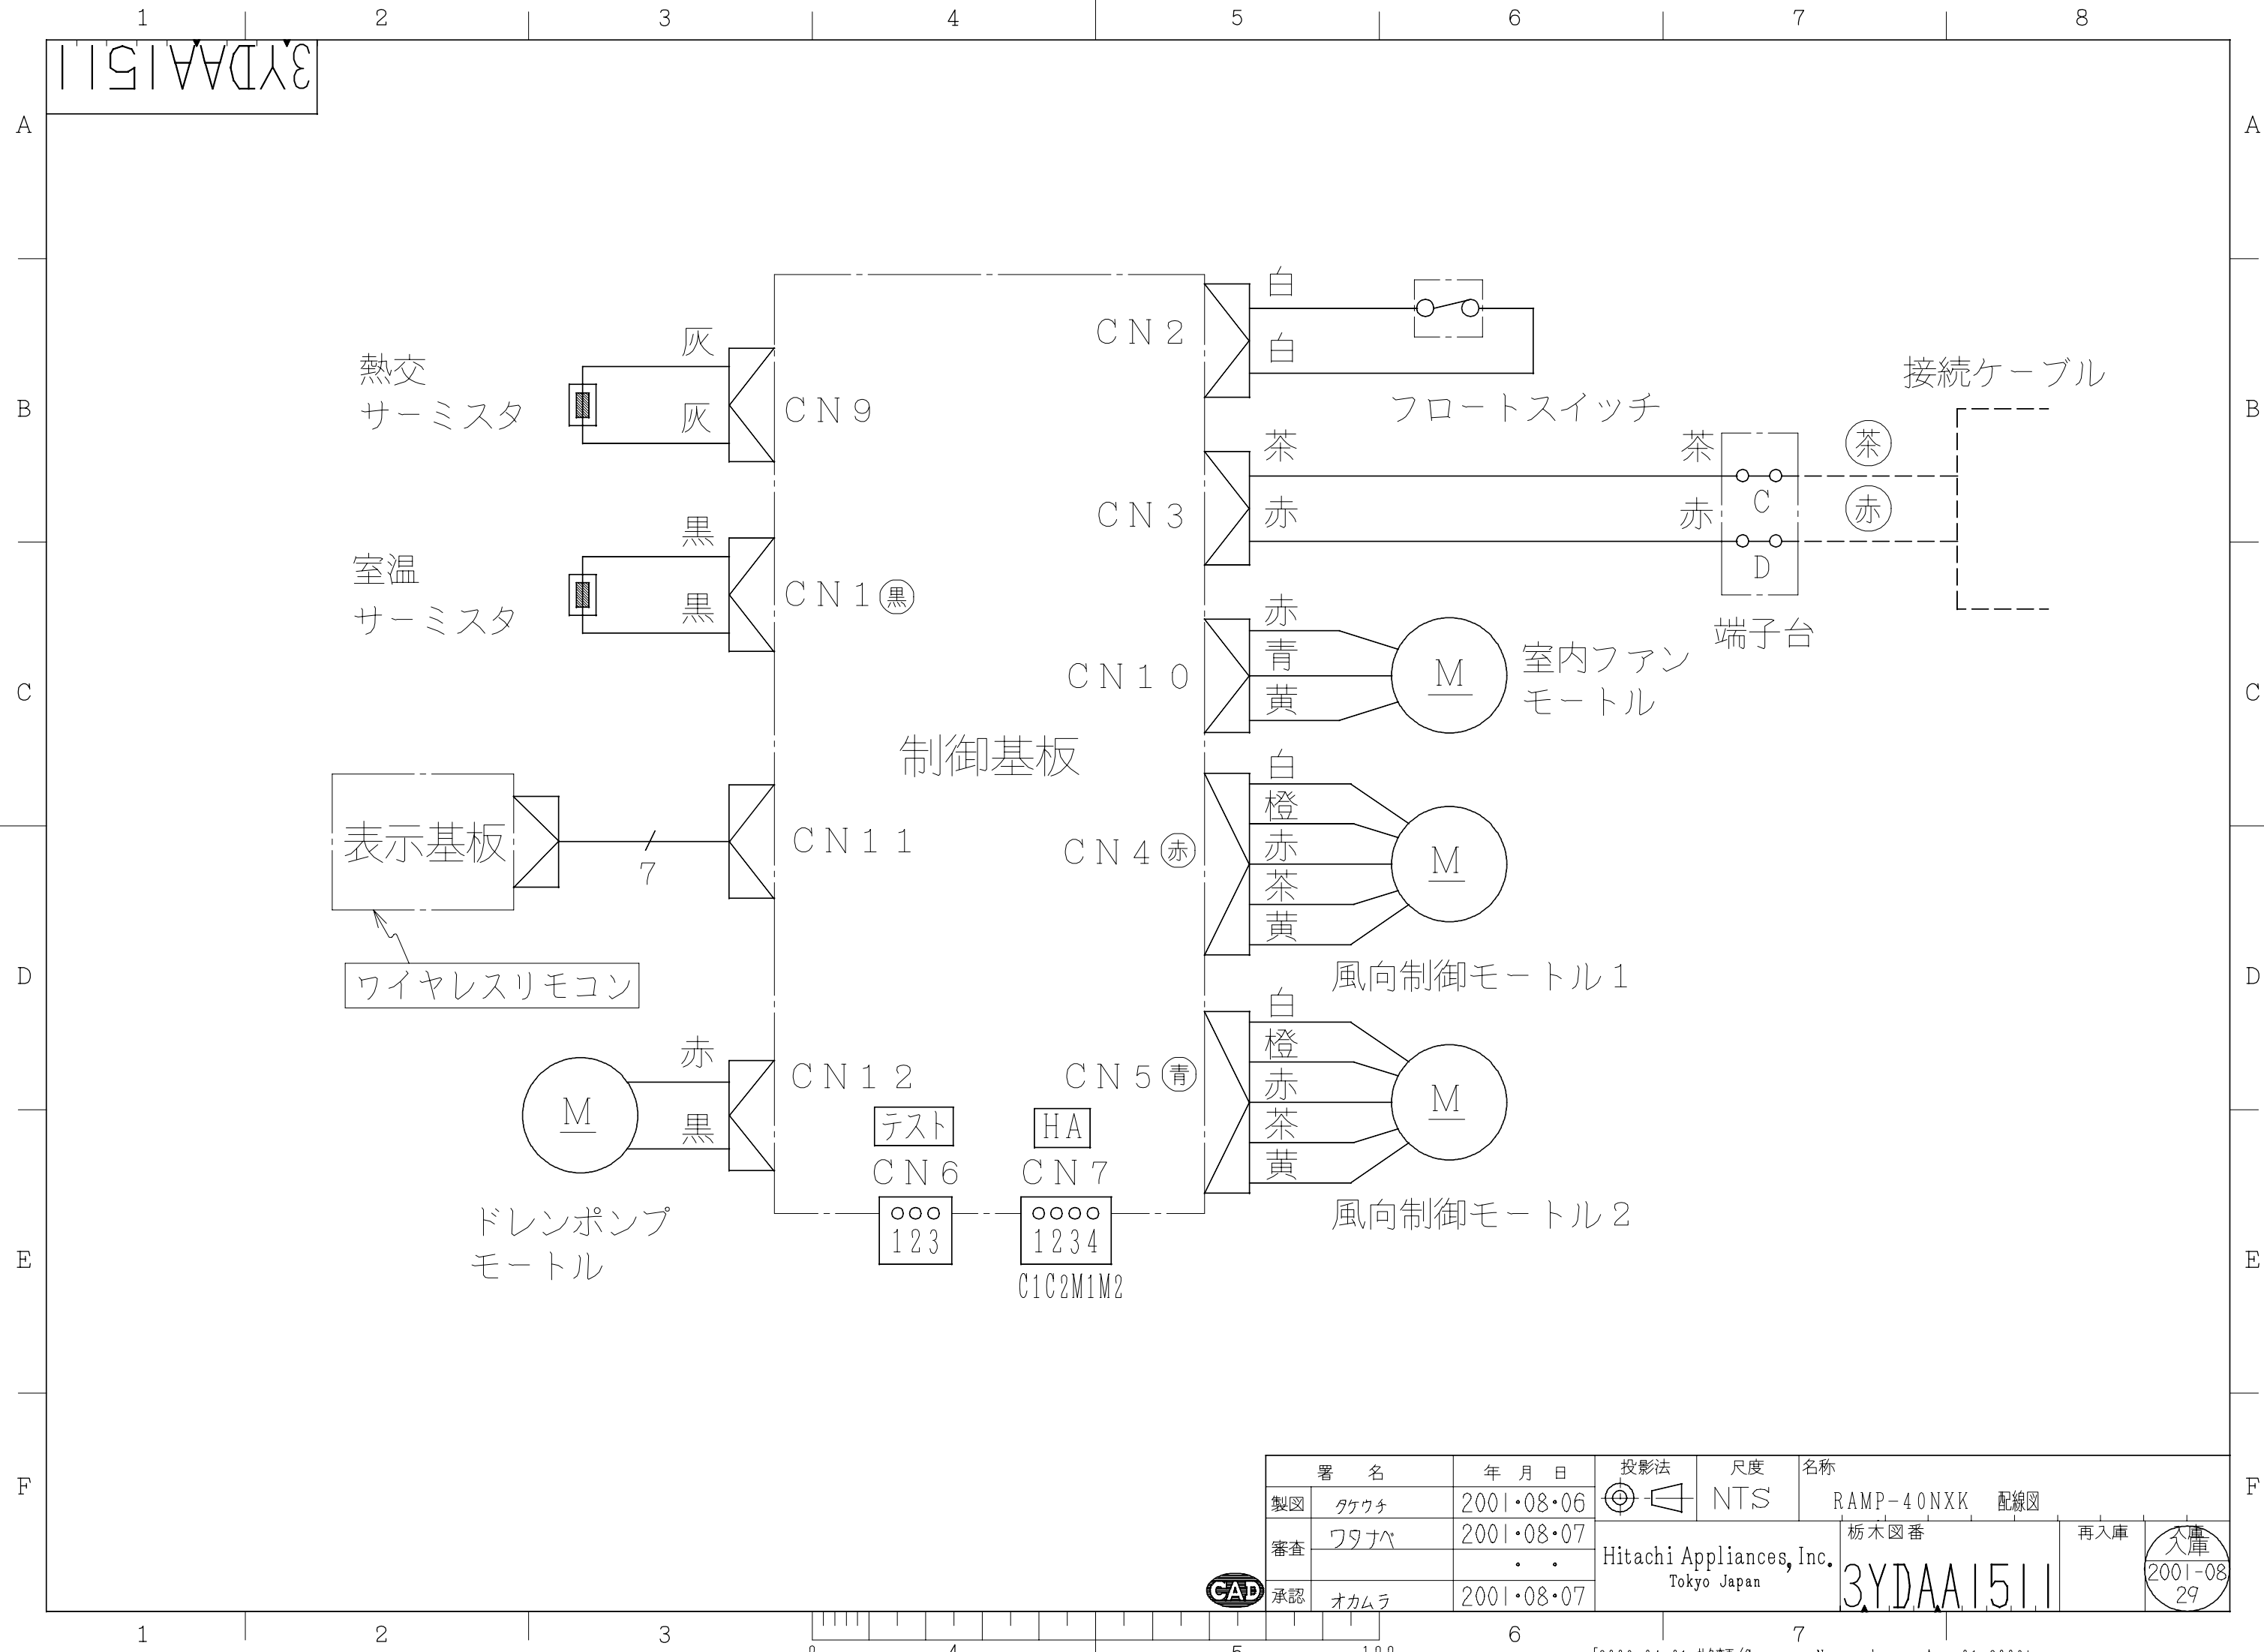 1 2 3 4 5 6 7 8
3YDAA1511
A A
B B
C C
D D
E E
F F
熱交
サーミスタ
灰
灰
CN9
室温
サーミスタ
黒
黒
CN1 黒
表示基板
7
CN11
ワイヤレスリモコン
赤
黒
CN12
M
ドレンポンプ
モートル
制御基板
テスト
CN6
123
HA
CN7
1234
C1C2M1M2
CN2
白
白
フロートスイッチ
CN3
茶
赤
茶
赤
C
D
端子台
茶
赤
接続ケーブル
CN10
赤
青
黄
M
室内ファン
モートル
CN4 赤
白
橙
赤
茶
黄
M
風向制御モートル1
CN5 青
白
橙
赤
茶
黄
M
風向制御モートル2
署名 年月日 投影法 尺度 名称
製図 タケウチ 2001・08・06 NTS RAMP-40NXK 配線図
審査 ワタナベ 2001・08・07
・ ・
承認 オカムラ 2001・08・07
Hitachi Appliances, Inc.
Tokyo Japan
栃木図番 再入庫 入庫
3YDAA1511
入庫
2001-08
29
CAD
1 2 3 4 5 6 7